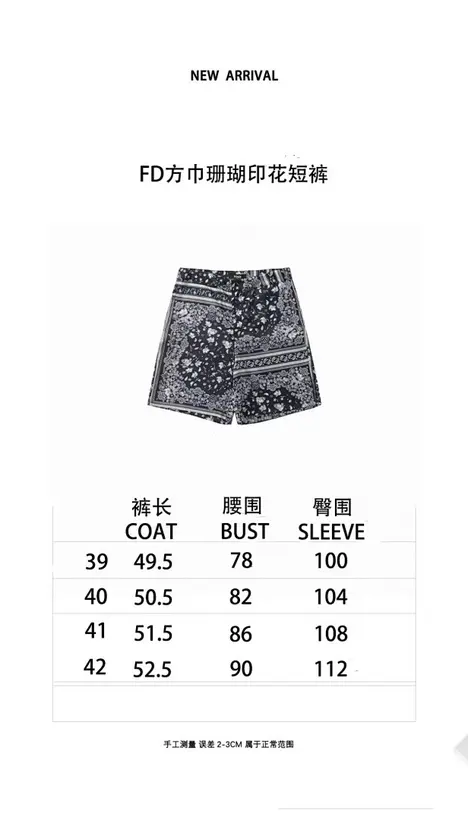 NEW ARRIVAL
FD方巾珊瑚印花短裤
裤长 腰围 臀围
COAT BUST SLEEVE
39 49.5 78 100
40 50.5 82 104
41 51.5 86 108
42 52.5 90 112
手工测量 误差 2-3CM 属于正常范围